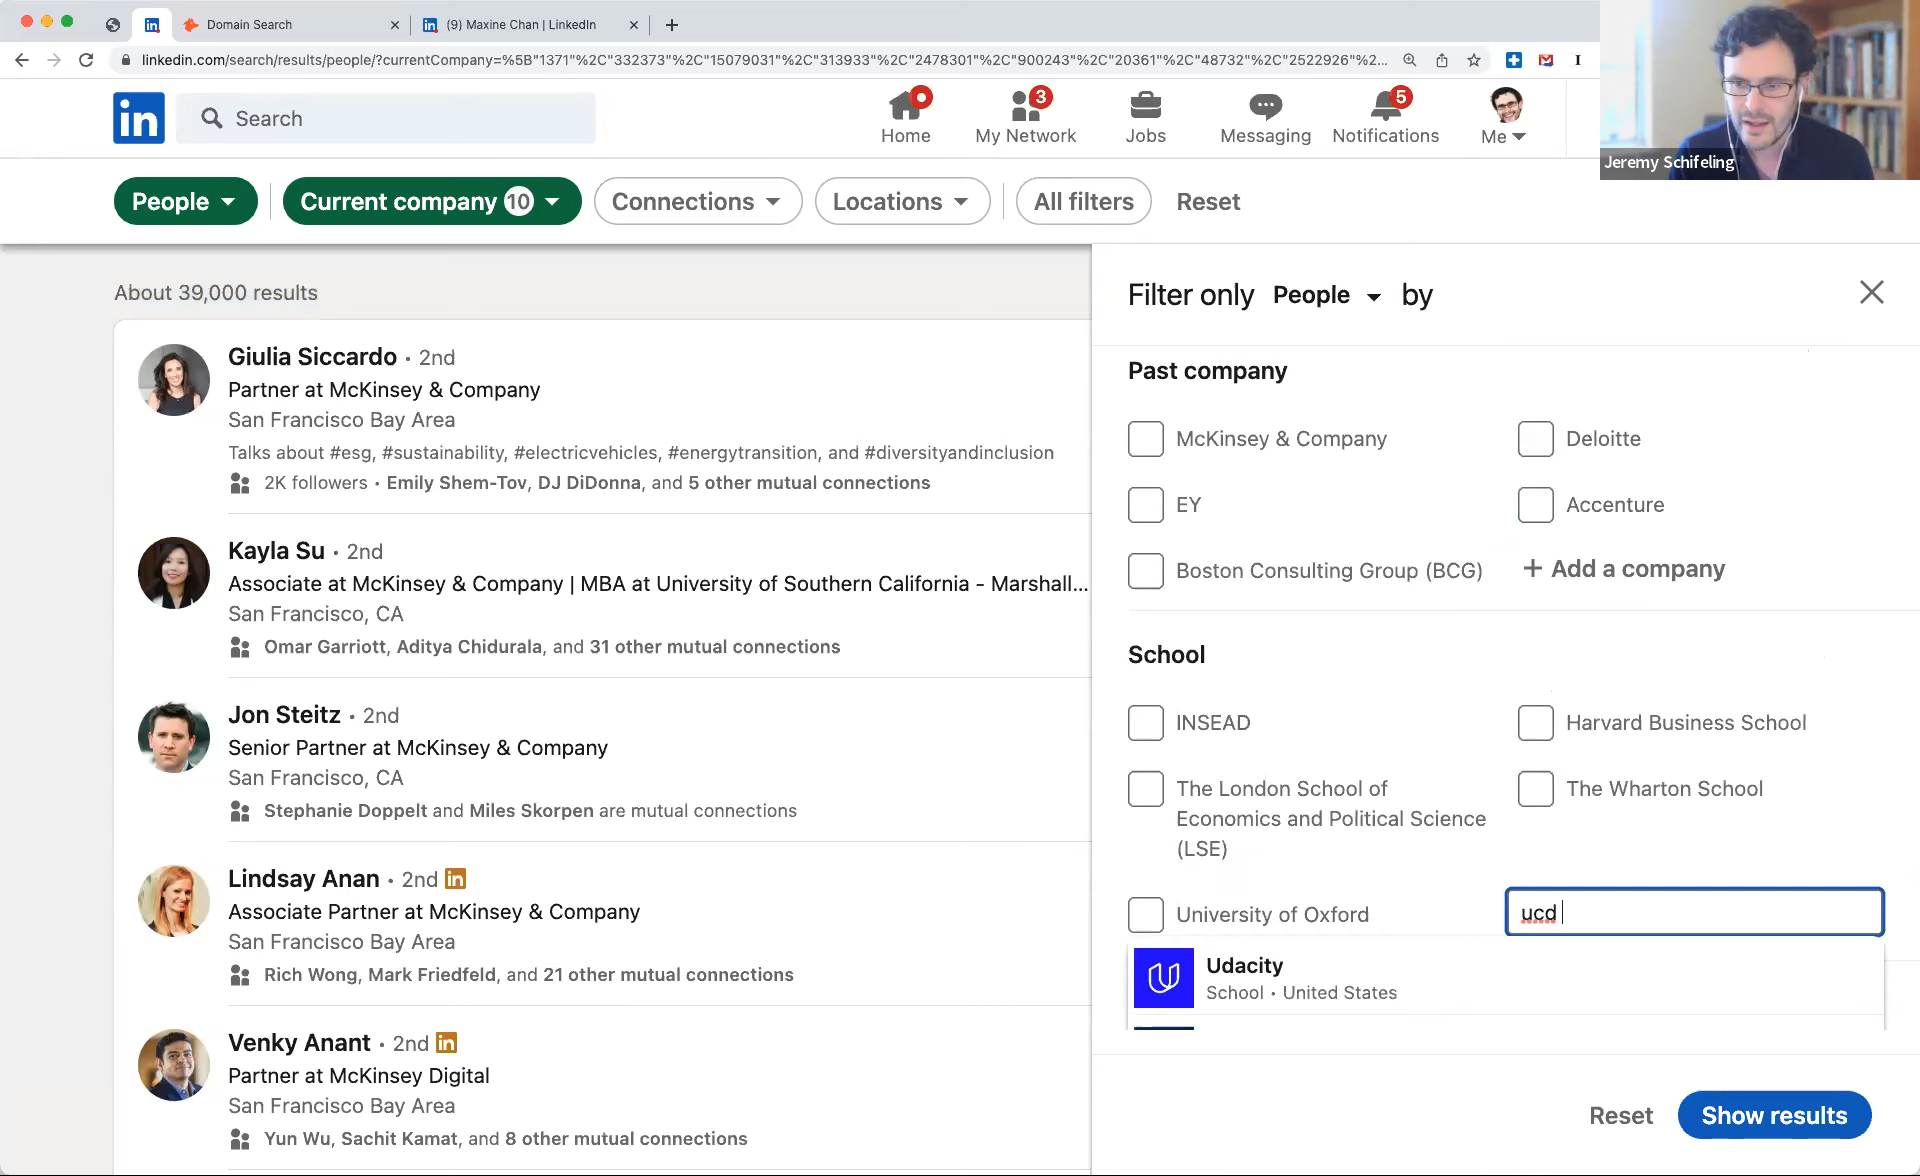 Domain Search
(9) Maxine Chan | LinkedIn
linkedin.com/search/results/people/?currentCompany=%5B"1371"%2C"332373"%2C"15079031"%2C"313933"%2C"2478301"%2C"900243"%2C"20361"%2C"48732"%2C"2522926"%2...
in
Search
Home
3
My Network
Jobs
Messaging
5
Notifications
Me
Jeremy Schifeling
People
Current company 10
Connections
Locations
All filters
Reset
About 39,000 results
Giulia Siccardo • 2nd
Partner at McKinsey & Company
San Francisco Bay Area
Talks about #esg, #sustainability, #electricvehicles, #energytransition, and #diversityandinclusion
2K followers • Emily Shem-Tov, DJ DiDonna, and 5 other mutual connections
Kayla Su • 2nd
Associate at McKinsey & Company | MBA at University of Southern California - Marshall...
San Francisco, CA
Omar Garriott, Aditya Chidurala, and 31 other mutual connections
Jon Steitz • 2nd
Senior Partner at McKinsey & Company
San Francisco, CA
Stephanie Doppelt and Miles Skorpen are mutual connections
Lindsay Anan • 2nd in
Associate Partner at McKinsey & Company
San Francisco Bay Area
Rich Wong, Mark Friedfeld, and 21 other mutual connections
Venky Anant • 2nd in
Partner at McKinsey Digital
San Francisco Bay Area
Yun Wu, Sachit Kamat, and 8 other mutual connections
Filter only People by
Past company
McKinsey & Company
Deloitte
EY
Accenture
Boston Consulting Group (BCG)
+ Add a company
School
INSEAD
Harvard Business School
The London School of
Economics and Political Science
(LSE)
The Wharton School
University of Oxford
ucd
Udacity
School • United States
Reset
Show results